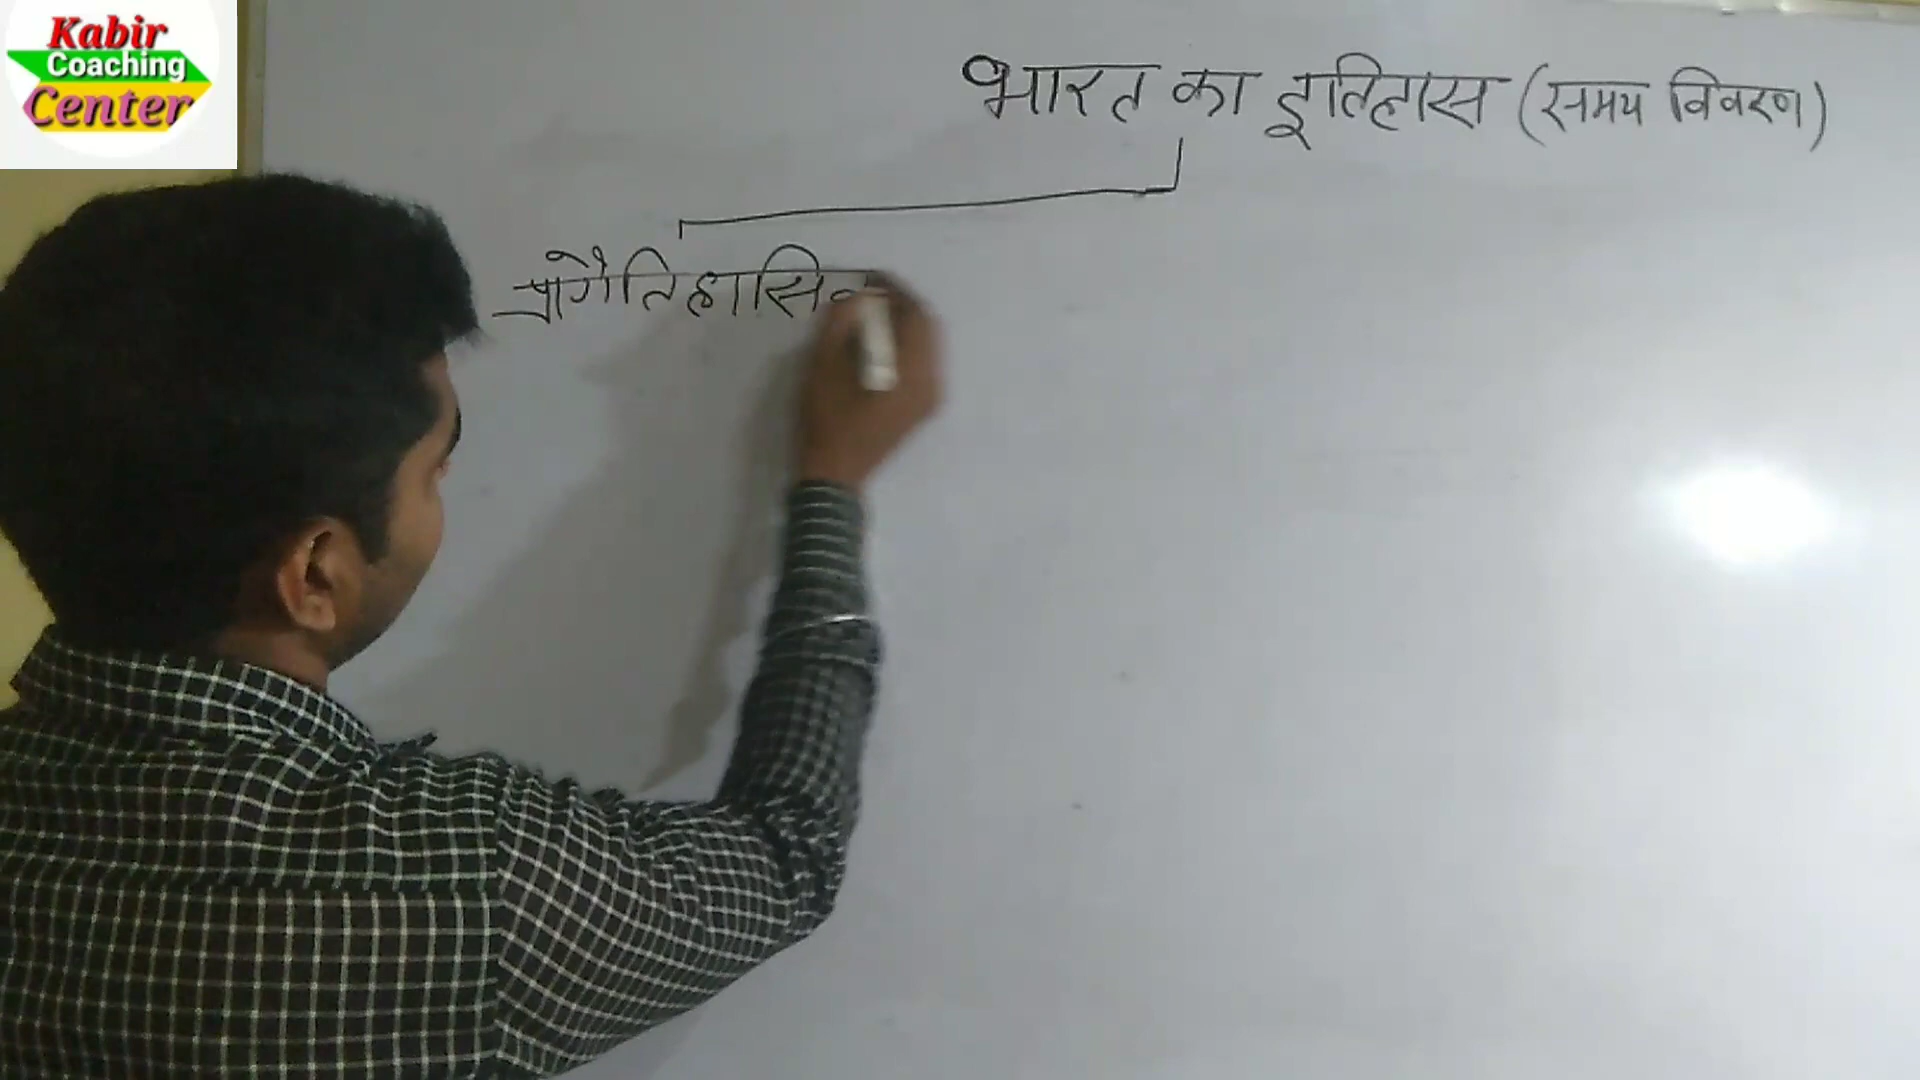 Kabir
Coaching
Center
भारत का इतिहास (समय विवरण)
प्रागैतिहासिक